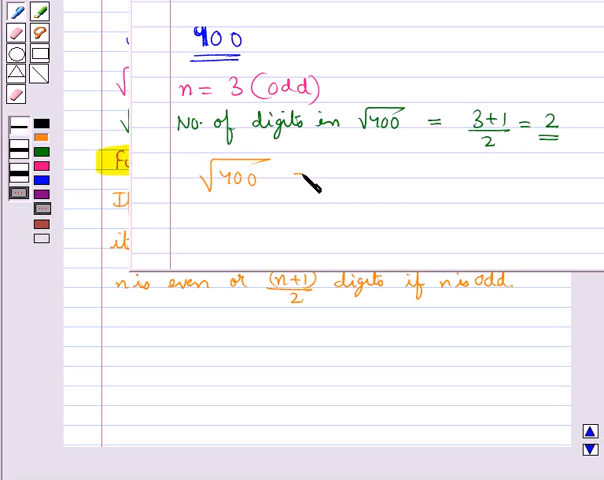 400
n = 3 (odd)
No. of digits in √400 = 3+1/2 = 2
√400
n is even or (n+1)/2 digits if n is odd.